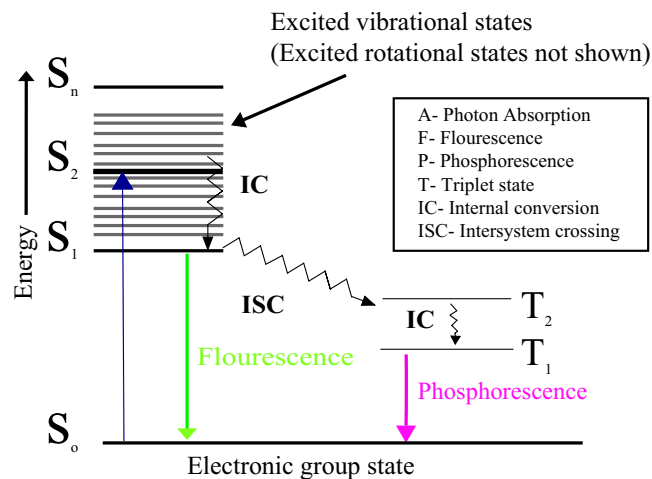 Excited vibrational states
(Excited rotational states not shown)
Sn
A- Photon Absorption
F- Flourescence
P- Phosphorescence
T- Triplet state
IC- Internal conversion
ISC- Intersystem crossing
S2
IC
S1
Energy
ISC
T2
IC
T1
Flourescence
Phosphorescence
So
Electronic group state